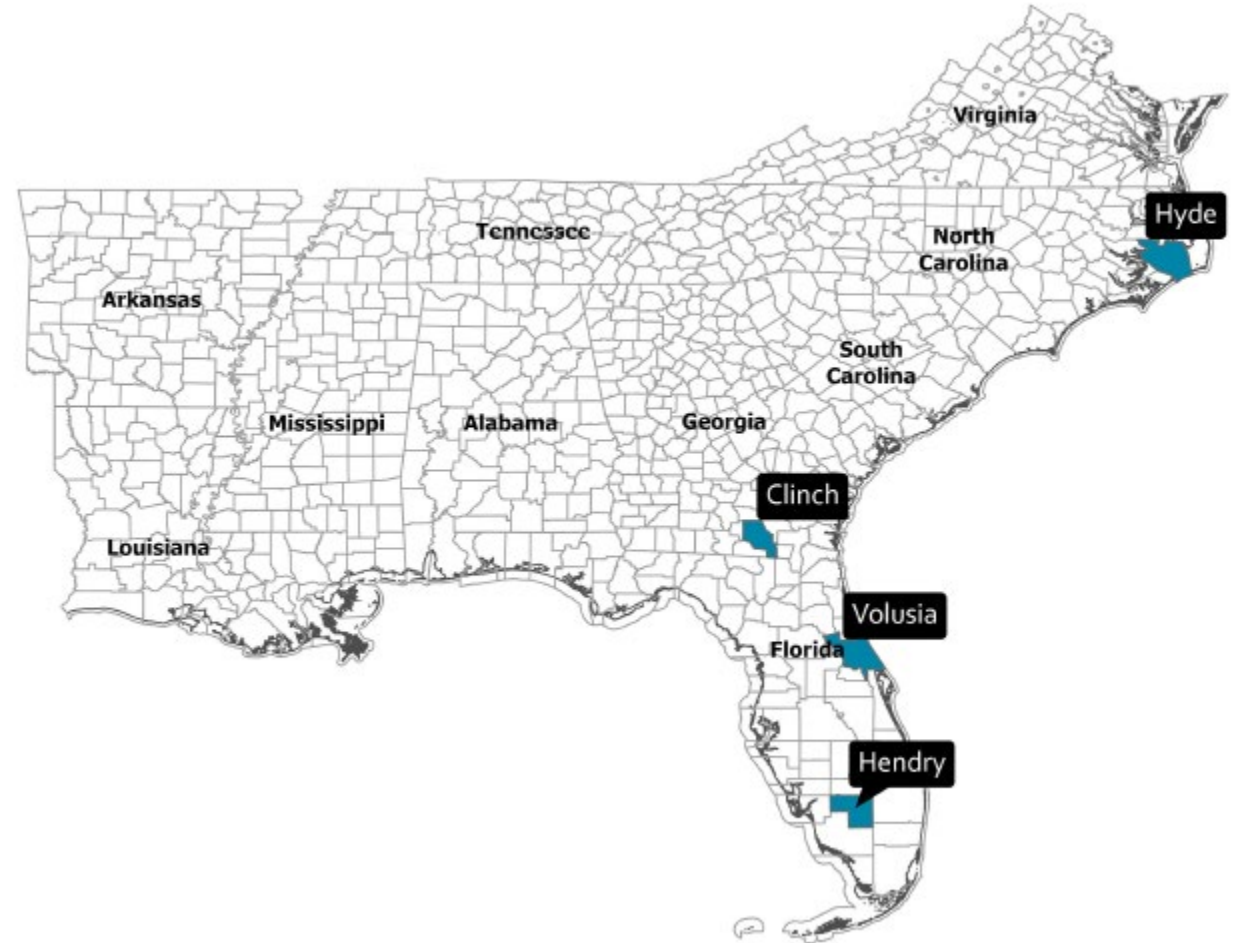 Virginia
Hyde
Tennessee
North
Carolina
Arkansas
South
Carolina
Mississippi
Alabama
Georgia
Clinch
Louisiana
Volusia
Florida
Hendry